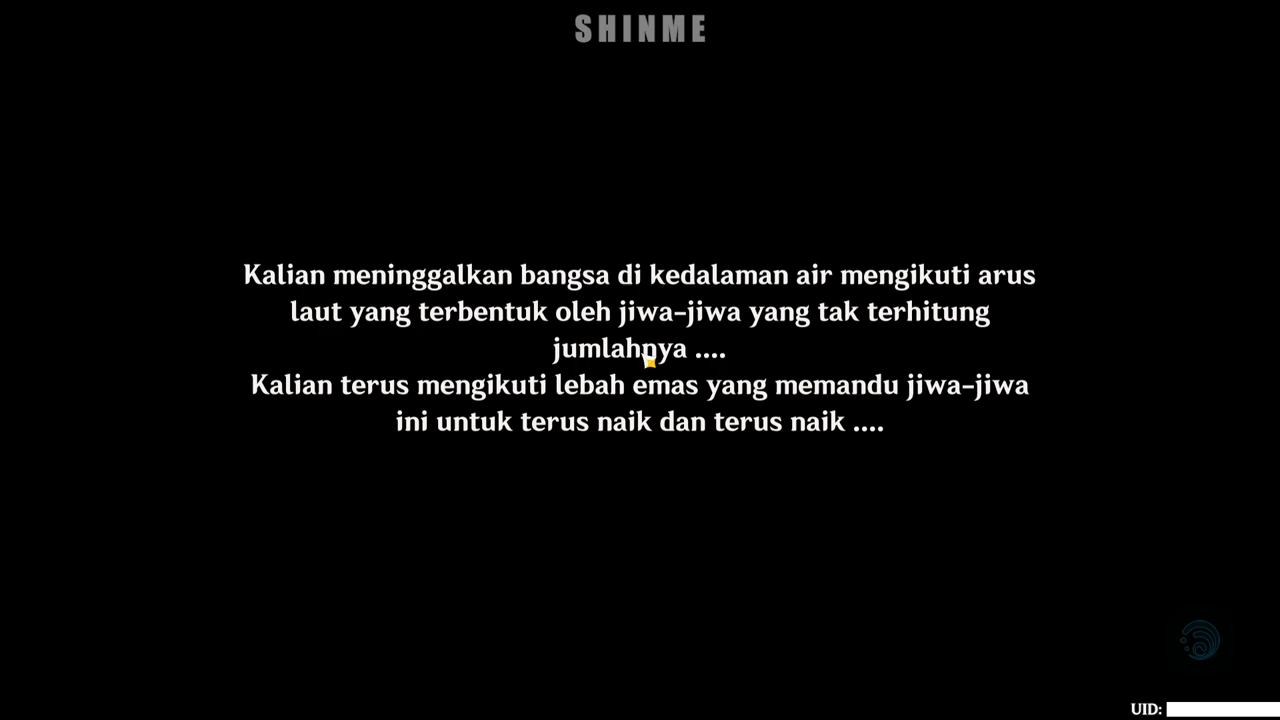 SHINME
Kalian meninggalkan bangsa di kedalaman air mengikuti arus
laut yang terbentuk oleh jiwa-jiwa yang tak terhitung
jumlahnya ....
Kalian terus mengikuti lebah emas yang memandu jiwa-jiwa
ini untuk terus naik dan terus naik ....
UID: